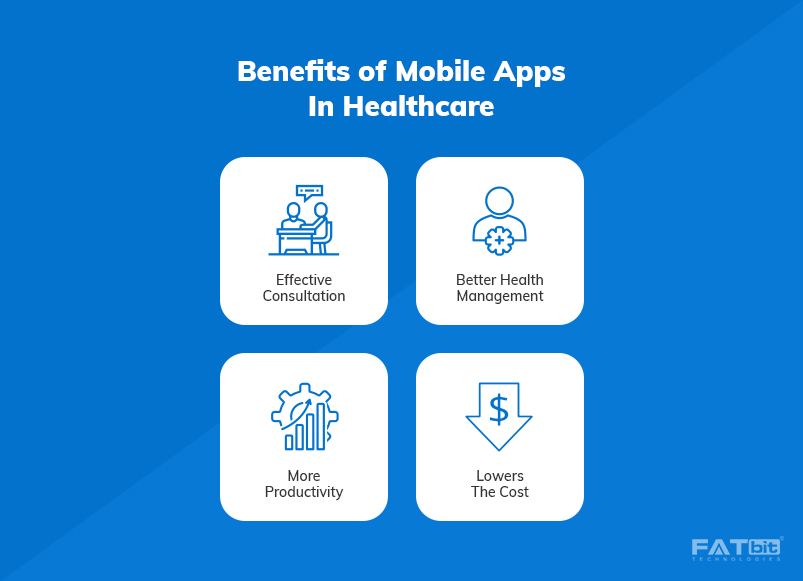 Benefits of Mobile Apps
In Healthcare
Effective
Consultation
Better Health
Management
More
Productivity
$
Lowers
The Cost
FATbit®
TECHNOLOGIES